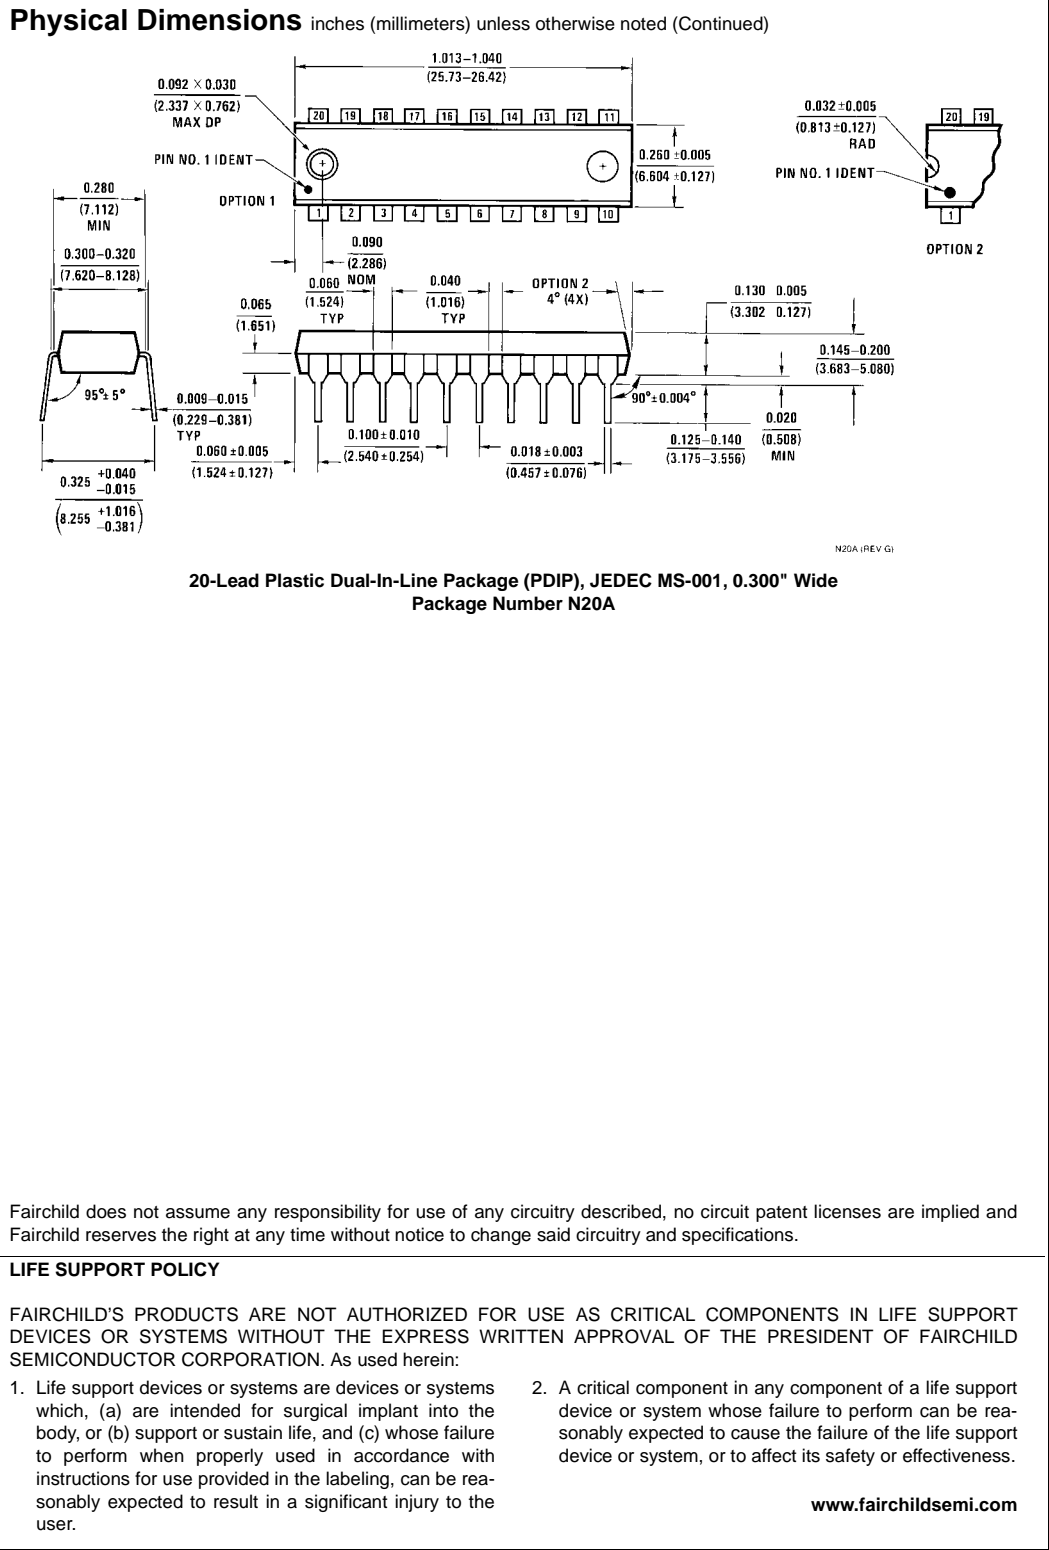 Physical Dimensions inches (millimeters) unless otherwise noted (Continued)
1.013–1.040
(25.73–26.42)
0.092 × 0.030
(2.337 × 0.762)
MAX DP
20 19 18 17 16 15 14 13 12 11
0.032 ±0.005
(0.813 ±0.127)
RAD
20 19
PIN NO. 1 IDENT
0.260 ±0.005
(6.604 ±0.127)
PIN NO. 1 IDENT
OPTION 1
1 2 3 4 5 6 7 8 9 10
1
OPTION 2
0.280
(7.112)
MIN
0.090
(2.286)
NOM
0.300–0.320
(7.620–8.128)
0.060
(1.524)
TYP
0.040
(1.016)
TYP
OPTION 2
4° (4X)
0.065
(1.651)
0.130 0.005
(3.302 0.127)
0.145–0.200
(3.683–5.080)
95°± 5°
0.009–0.015
(0.229–0.381)
TYP
90°±0.004°
0.020
(0.508)
MIN
0.100±0.010
(2.540±0.254)
0.125–0.140
(3.175–3.556)
0.060 ±0.005
(1.524 ±0.127)
0.018 ±0.003
(0.457 ±0.076)
0.325 +0.040
−0.015
(8.255 +1.016
−0.381)
N20A (REV G)
20-Lead Plastic Dual-In-Line Package (PDIP), JEDEC MS-001, 0.300" Wide
Package Number N20A
Fairchild does not assume any responsibility for use of any circuitry described, no circuit patent licenses are implied and
Fairchild reserves the right at any time without notice to change said circuitry and specifications.
LIFE SUPPORT POLICY
FAIRCHILD'S PRODUCTS ARE NOT AUTHORIZED FOR USE AS CRITICAL COMPONENTS IN LIFE SUPPORT
DEVICES OR SYSTEMS WITHOUT THE EXPRESS WRITTEN APPROVAL OF THE PRESIDENT OF FAIRCHILD
SEMICONDUCTOR CORPORATION. As used herein:
1. Life support devices or systems are devices or systems
which, (a) are intended for surgical implant into the
body, or (b) support or sustain life, and (c) whose failure
to perform when properly used in accordance with
instructions for use provided in the labeling, can be rea-
sonably expected to result in a significant injury to the
user.
2. A critical component in any component of a life support
device or system whose failure to perform can be rea-
sonably expected to cause the failure of the life support
device or system, or to affect its safety or effectiveness.
www.fairchildsemi.com